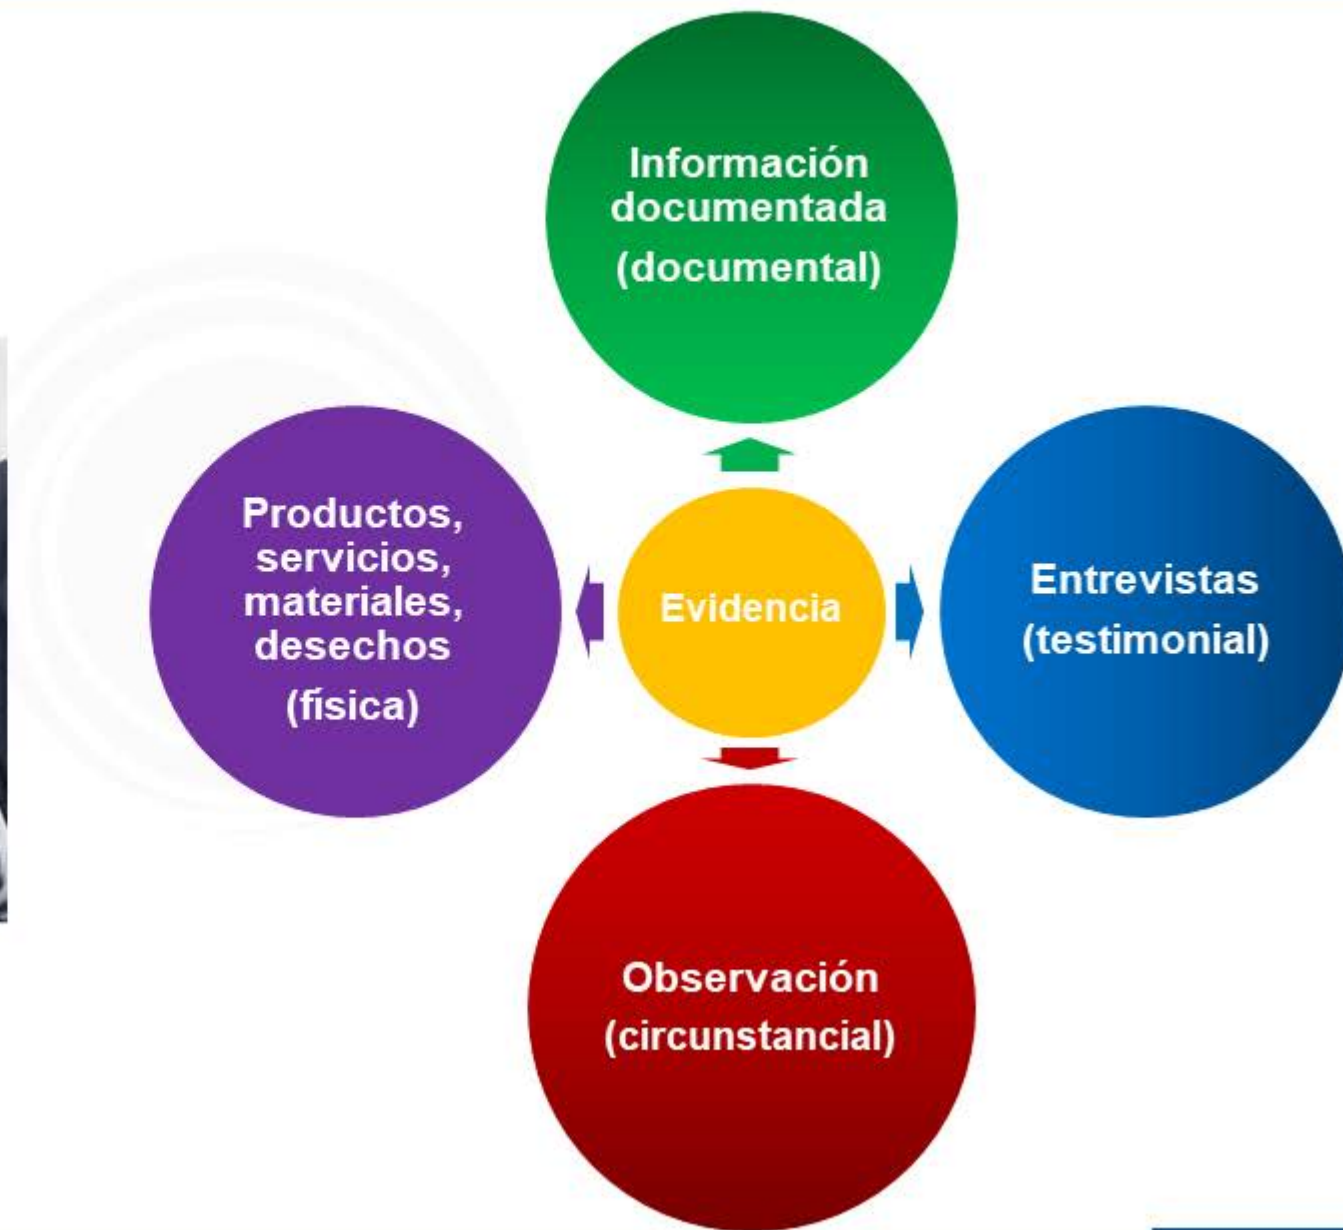 Información
documentada
(documental)
Productos,
servicios,
materiales,
desechos
(física)
Evidencia
Entrevistas
(testimonial)
Observación
(circunstancial)